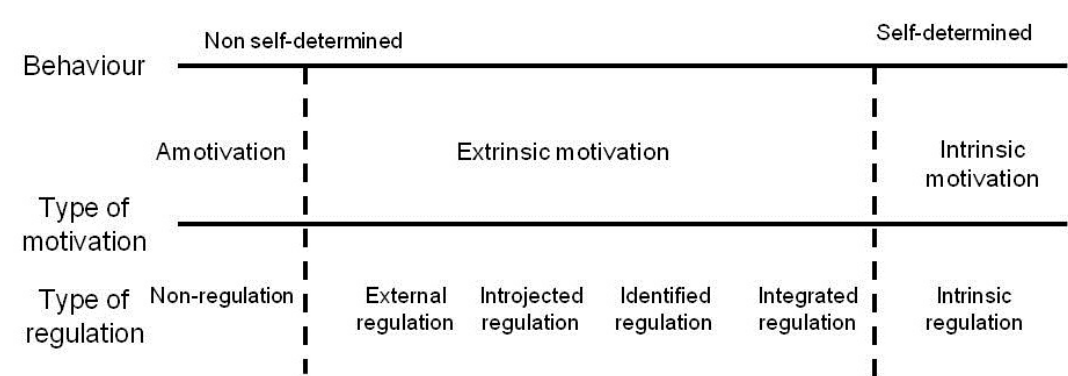 Non self-determined
Self-determined
Behaviour
Amotivation
Extrinsic motivation
Intrinsic
motivation
Type of
motivation
Type of
regulation
Non-regulation
External
regulation
Introjected
regulation
Identified
regulation
Integrated
regulation
Intrinsic
regulation